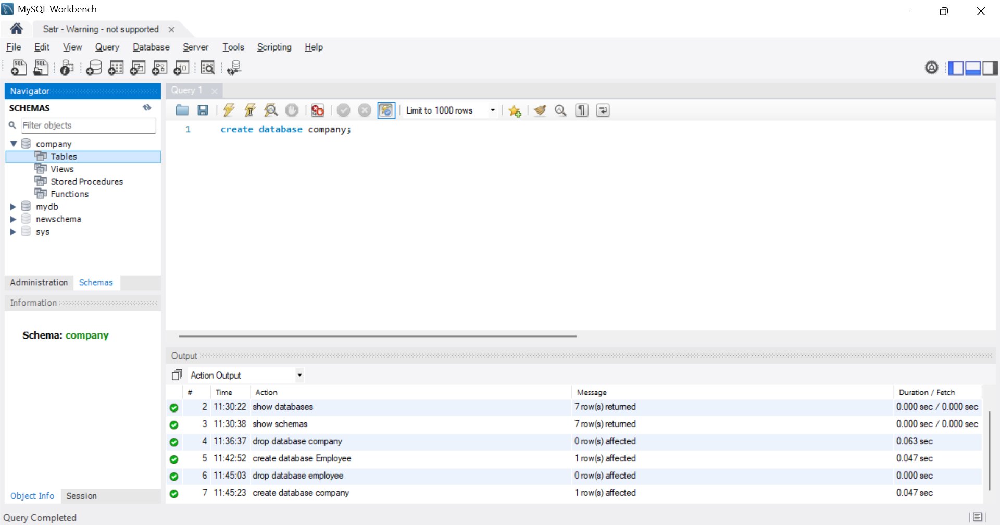 MySQL Workbench
Satr - Warning - not supported
File Edit View Query Database Server Tools Scripting Help
Navigator
SCHEMAS
Filter objects
company
Tables
Views
Stored Procedures
Functions
mydb
newschema
sys
Administration Schemas
Information
Schema: company
Object Info Session
Query 1
Limit to 1000 rows
1 create database company;
Output
Action Output
# Time Action Message Duration / Fetch
2 11:30:22 show databases 7 row(s) returned 0.000 sec / 0.000 sec
3 11:30:38 show schemas 7 row(s) returned 0.000 sec / 0.000 sec
4 11:36:37 drop database company 0 row(s) affected 0.063 sec
5 11:42:52 create database Employee 1 row(s) affected 0.047 sec
6 11:45:03 drop database employee 0 row(s) affected 0.000 sec
7 11:45:23 create database company 1 row(s) affected 0.047 sec
Query Completed